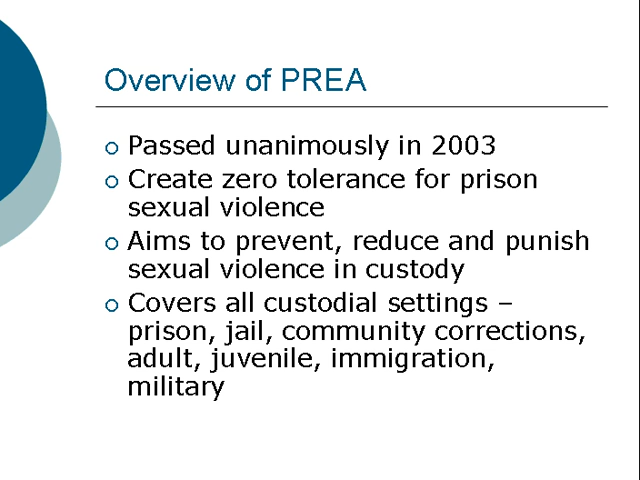 Overview of PREA
Passed unanimously in 2003
Create zero tolerance for prison
sexual violence
Aims to prevent, reduce and punish
sexual violence in custody
Covers all custodial settings –
prison, jail, community corrections,
adult, juvenile, immigration,
military